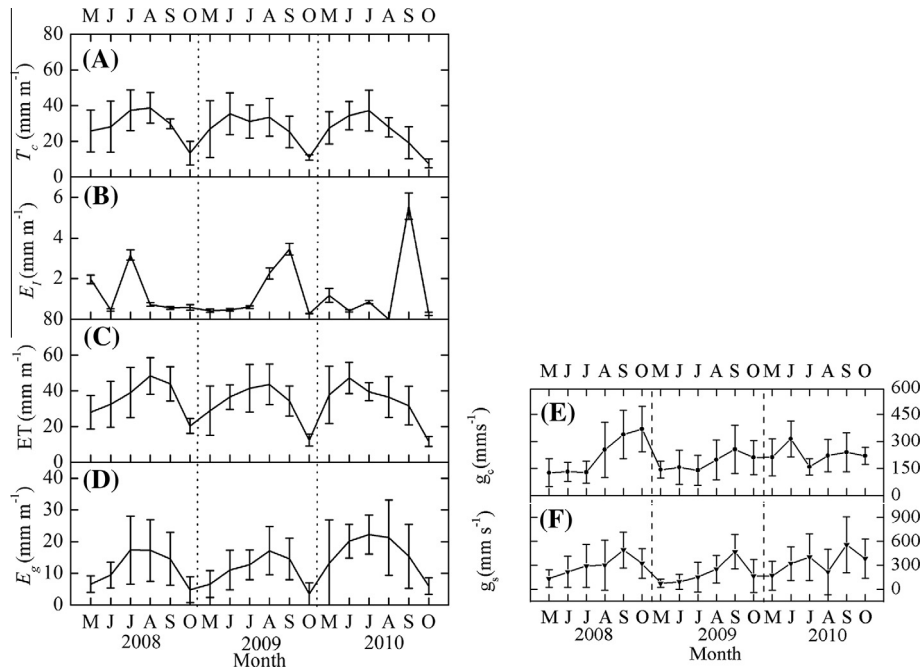 M J J A S O M J J A S O M J J A S O
(A)
T_c (mm m⁻¹)
80
60
40
20
0
(B)
E_I (mm m⁻¹)
6
4
2
(C)
ET (mm m⁻¹)
80
60
40
20
0
(D)
E_g (mm m⁻¹)
40
30
20
10
0
M J J A S O M J J A S O M J J A S O
2008 2009 2010
Month
M J J A S O M J J A S O M J J A S O
(E)
g_c (mms⁻¹)
600
450
300
150
0
(F)
g_s (mm s⁻¹)
900
600
300
0
M J J A S O M J J A S O M J J A S O
2008 2009 2010
Month